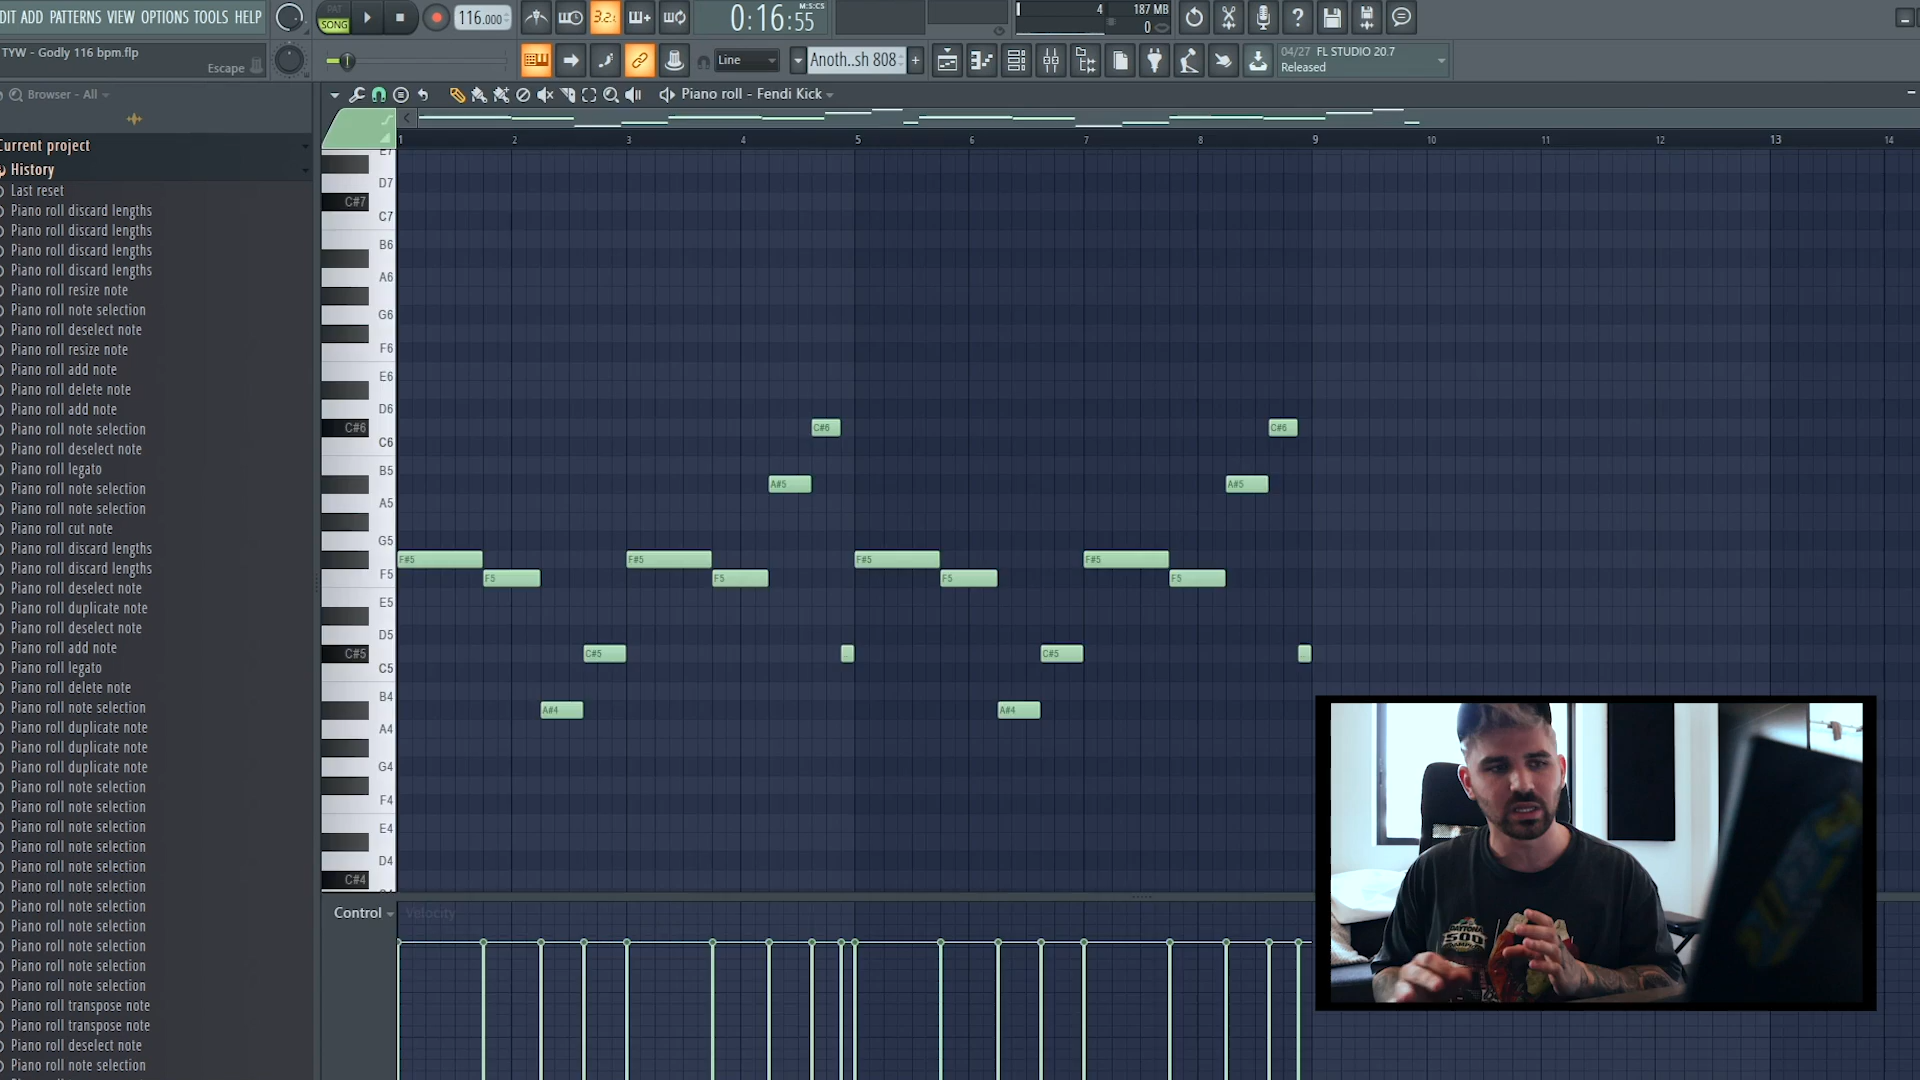 EDIT ADD PATTERNS VIEW OPTIONS TOOLS HELP
PAT
SONG
116.000
3.2.
0:16:55
M:S:CS
4
187 MB
0
TYW - Godly 116 bpm.flp
Escape
Line
Anoth..sh 808
04/27 FL STUDIO 20.7
Released
Browser - All
Piano roll - Fendi Kick
1 2 3 4 5 6 7 8 9 10 11 12 13 14
Current project
History
Last reset
Piano roll discard lengths
Piano roll discard lengths
Piano roll discard lengths
Piano roll discard lengths
Piano roll resize note
Piano roll note selection
Piano roll deselect note
Piano roll resize note
Piano roll add note
Piano roll delete note
Piano roll add note
Piano roll note selection
Piano roll deselect note
Piano roll legato
Piano roll note selection
Piano roll note selection
Piano roll cut note
Piano roll discard lengths
Piano roll discard lengths
Piano roll deselect note
Piano roll duplicate note
Piano roll deselect note
Piano roll add note
Piano roll legato
Piano roll delete note
Piano roll note selection
Piano roll duplicate note
Piano roll duplicate note
Piano roll duplicate note
Piano roll note selection
Piano roll note selection
Piano roll note selection
Piano roll note selection
Piano roll note selection
Piano roll note selection
Piano roll note selection
Piano roll note selection
Piano roll note selection
Piano roll note selection
Piano roll note selection
Piano roll transpose note
Piano roll transpose note
Piano roll deselect note
Piano roll note selection
E7
D7
C#7
C7
B6
A6
G6
F6
E6
D6
C#6
C6
B5
A5
G5
F5
E5
D5
C#5
C5
B4
A4
G4
F4
E4
D4
C#4
C#6 C#6
A#5 A#5
F#5 F#5 F#5 F#5
F5 F5 F5 F5
C#5 C#5
A#4 A#4
Control
Velocity
DAYTONA
500